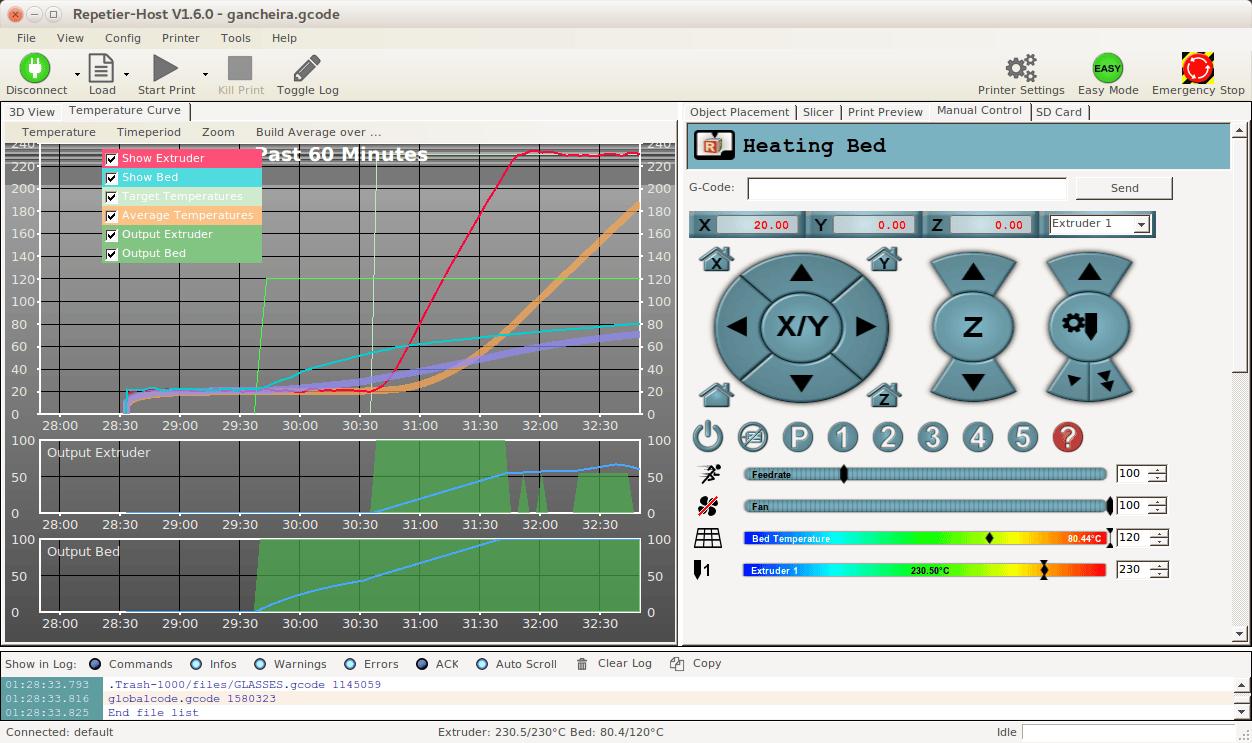 Repetier-Host V1.6.0 - gancheira.gcode
File View Config Printer Tools Help
Disconnect Load Start Print Kill Print Toggle Log Printer Settings Easy Mode Emergency Stop
EASY
3D View Temperature Curve
Temperature Timeperiod Zoom Build Average over ...
Past 60 Minutes
Show Extruder
Show Bed
Target Temperatures
Average Temperatures
Output Extruder
Output Bed
240 240
220 220
200 200
180 180
160 160
140 140
120 120
100 100
80 80
60 60
40 40
20 20
0 0
28:00 28:30 29:00 29:30 30:00 30:30 31:00 31:30 32:00 32:30
Output Extruder
100 100
50 50
0 0
28:00 28:30 29:00 29:30 30:00 30:30 31:00 31:30 32:00 32:30
Output Bed
100 100
50 50
0 0
28:00 28:30 29:00 29:30 30:00 30:30 31:00 31:30 32:00 32:30
Object Placement Slicer Print Preview Manual Control SD Card
R Heating Bed
G-Code: Send
X 20.00 Y 0.00 Z 0.00 Extruder 1
X Y
X/Y Z
Z
P 1 2 3 4 5 ?
Feedrate 100
Fan 100
Bed Temperature 80.44°C 120
1 Extruder 1 230.50°C 230
Show in Log: Commands Infos Warnings Errors ACK Auto Scroll Clear Log Copy
01:28:33.793 .Trash-1000/files/GLASSES.gcode 1145059
01:28:33.816 globalcode.gcode 1580323
01:28:33.825 End file list
Connected: default Extruder: 230.5/230°C Bed: 80.4/120°C Idle